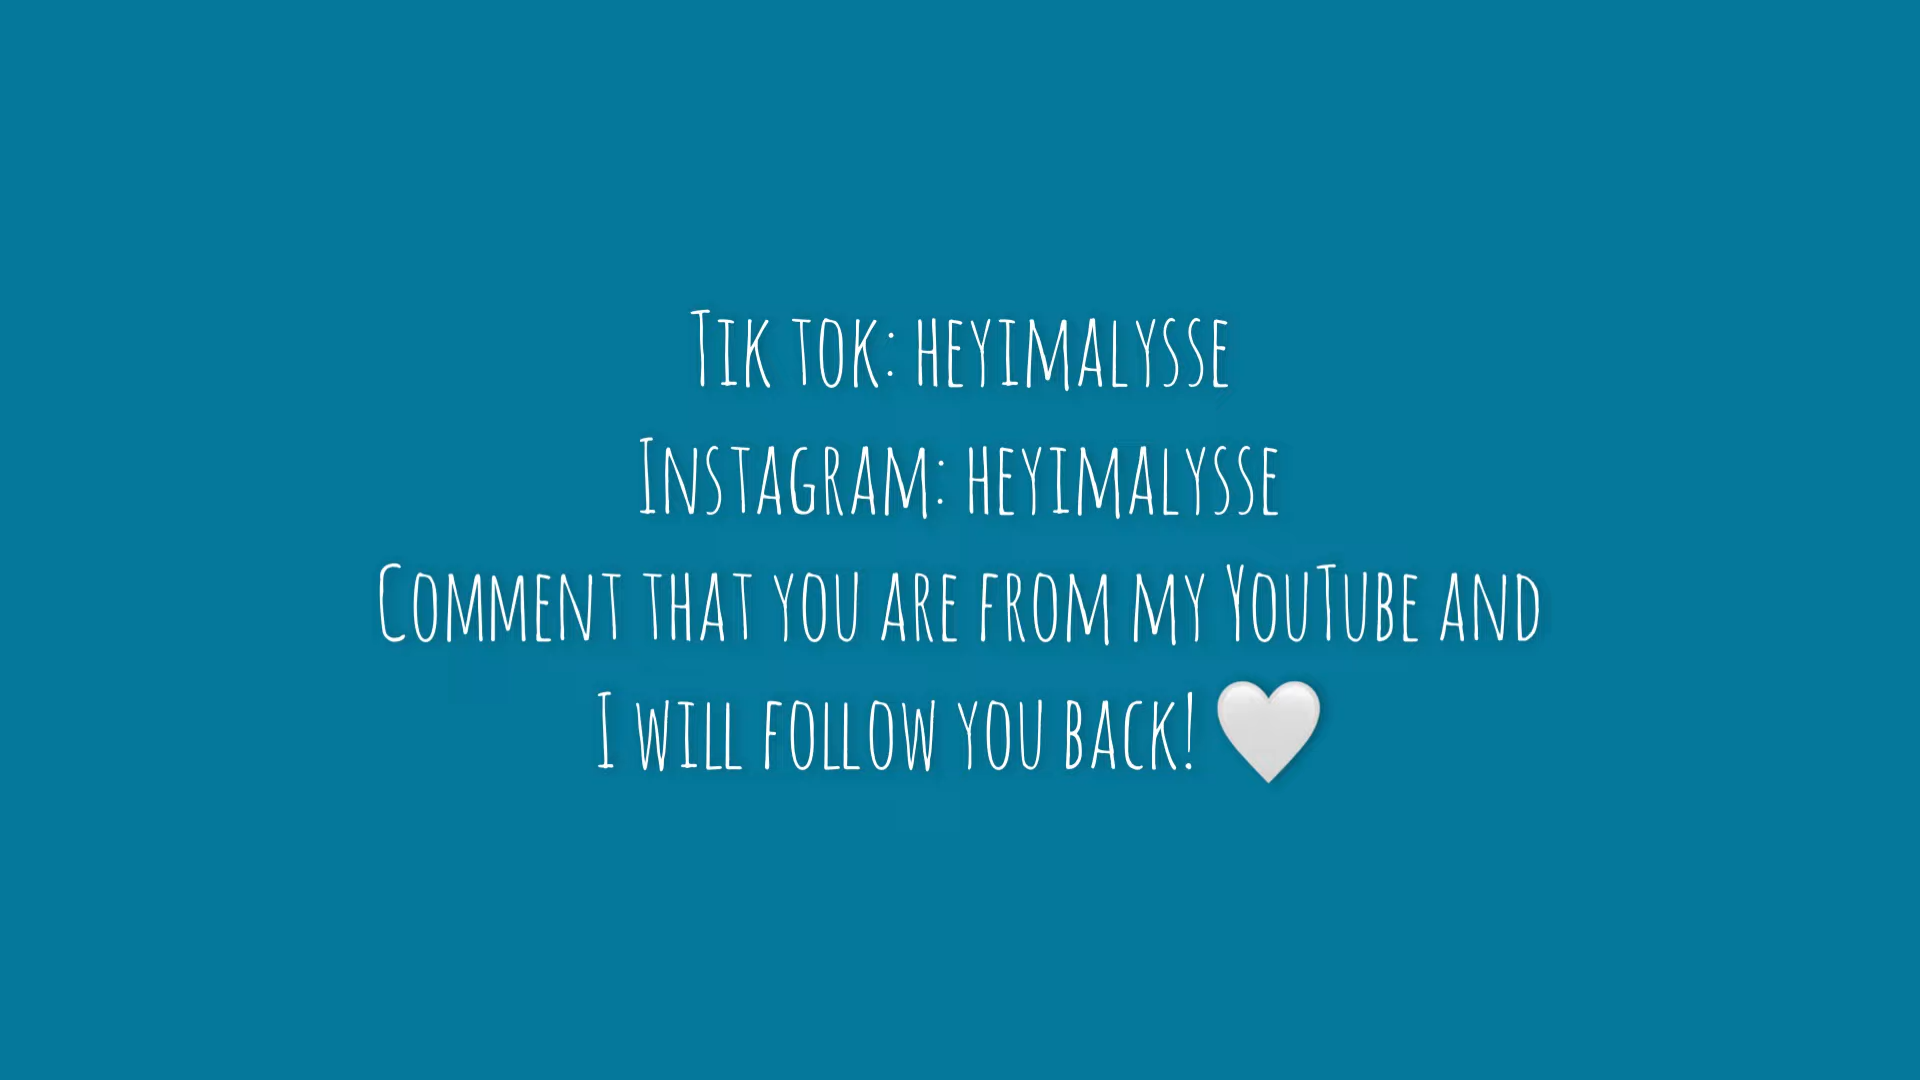 Tik tok: heyimalysse
Instagram: heyimalysse
Comment that you are from my YouTube and
I will follow you back! 🤍